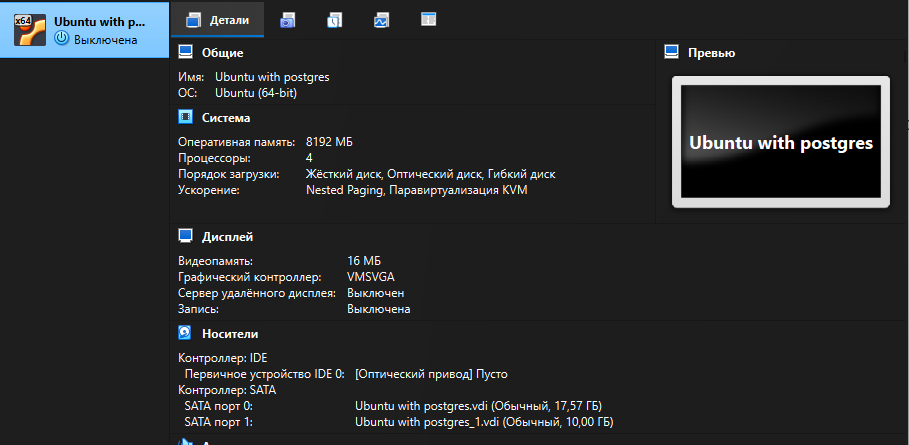 Ubuntu with p...
Выключена
Детали
Общие
Имя: Ubuntu with postgres
ОС: Ubuntu (64-bit)
Система
Оперативная память: 8192 МБ
Процессоры: 4
Порядок загрузки: Жёсткий диск, Оптический диск, Гибкий диск
Ускорение: Nested Paging, Паравиртуализация KVM
Превью
Ubuntu with postgres
Дисплей
Видеопамять: 16 МБ
Графический контроллер: VMSVGA
Сервер удалённого дисплея: Выключен
Запись: Выключена
Носители
Контроллер: IDE
Первичное устройство IDE 0: [Оптический привод] Пусто
Контроллер: SATA
SATA порт 0: Ubuntu with postgres.vdi (Обычный, 17,57 ГБ)
SATA порт 1: Ubuntu with postgres_1.vdi (Обычный, 10,00 ГБ)